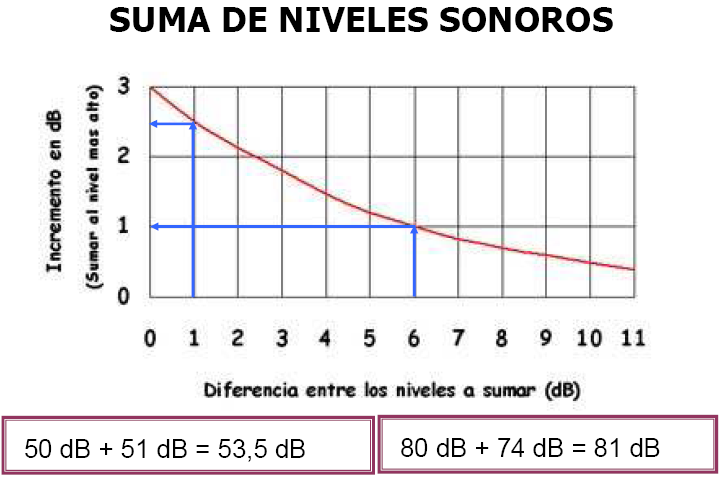 SUMA DE NIVELES SONOROS
Incremento en dB
(Sumar al nivel mas alto)
3
2
1
0
0 1 2 3 4 5 6 7 8 9 10 11
Diferencia entre los niveles a sumar (dB)
50 dB + 51 dB = 53,5 dB
80 dB + 74 dB = 81 dB